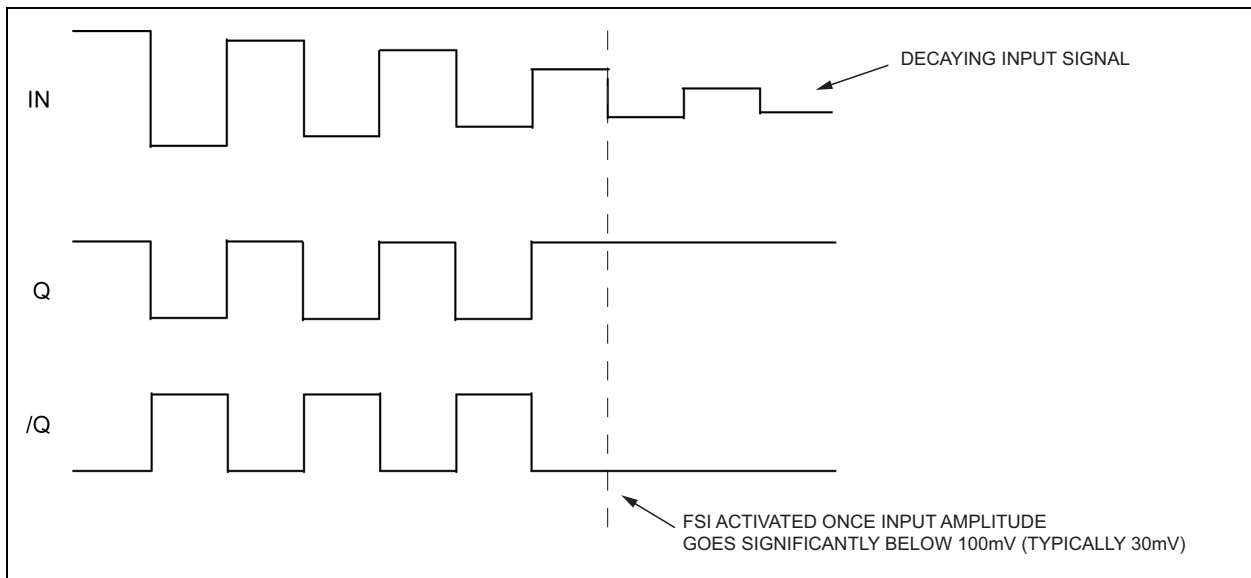 DECAYING INPUT SIGNAL
IN
Q
/Q
FSI ACTIVATED ONCE INPUT AMPLITUDE
GOES SIGNIFICANTLY BELOW 100mV (TYPICALLY 30mV)